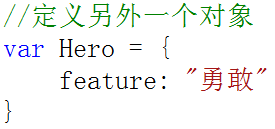 //定义另外一个对象
var Hero = {
    feature: "勇敢"
}